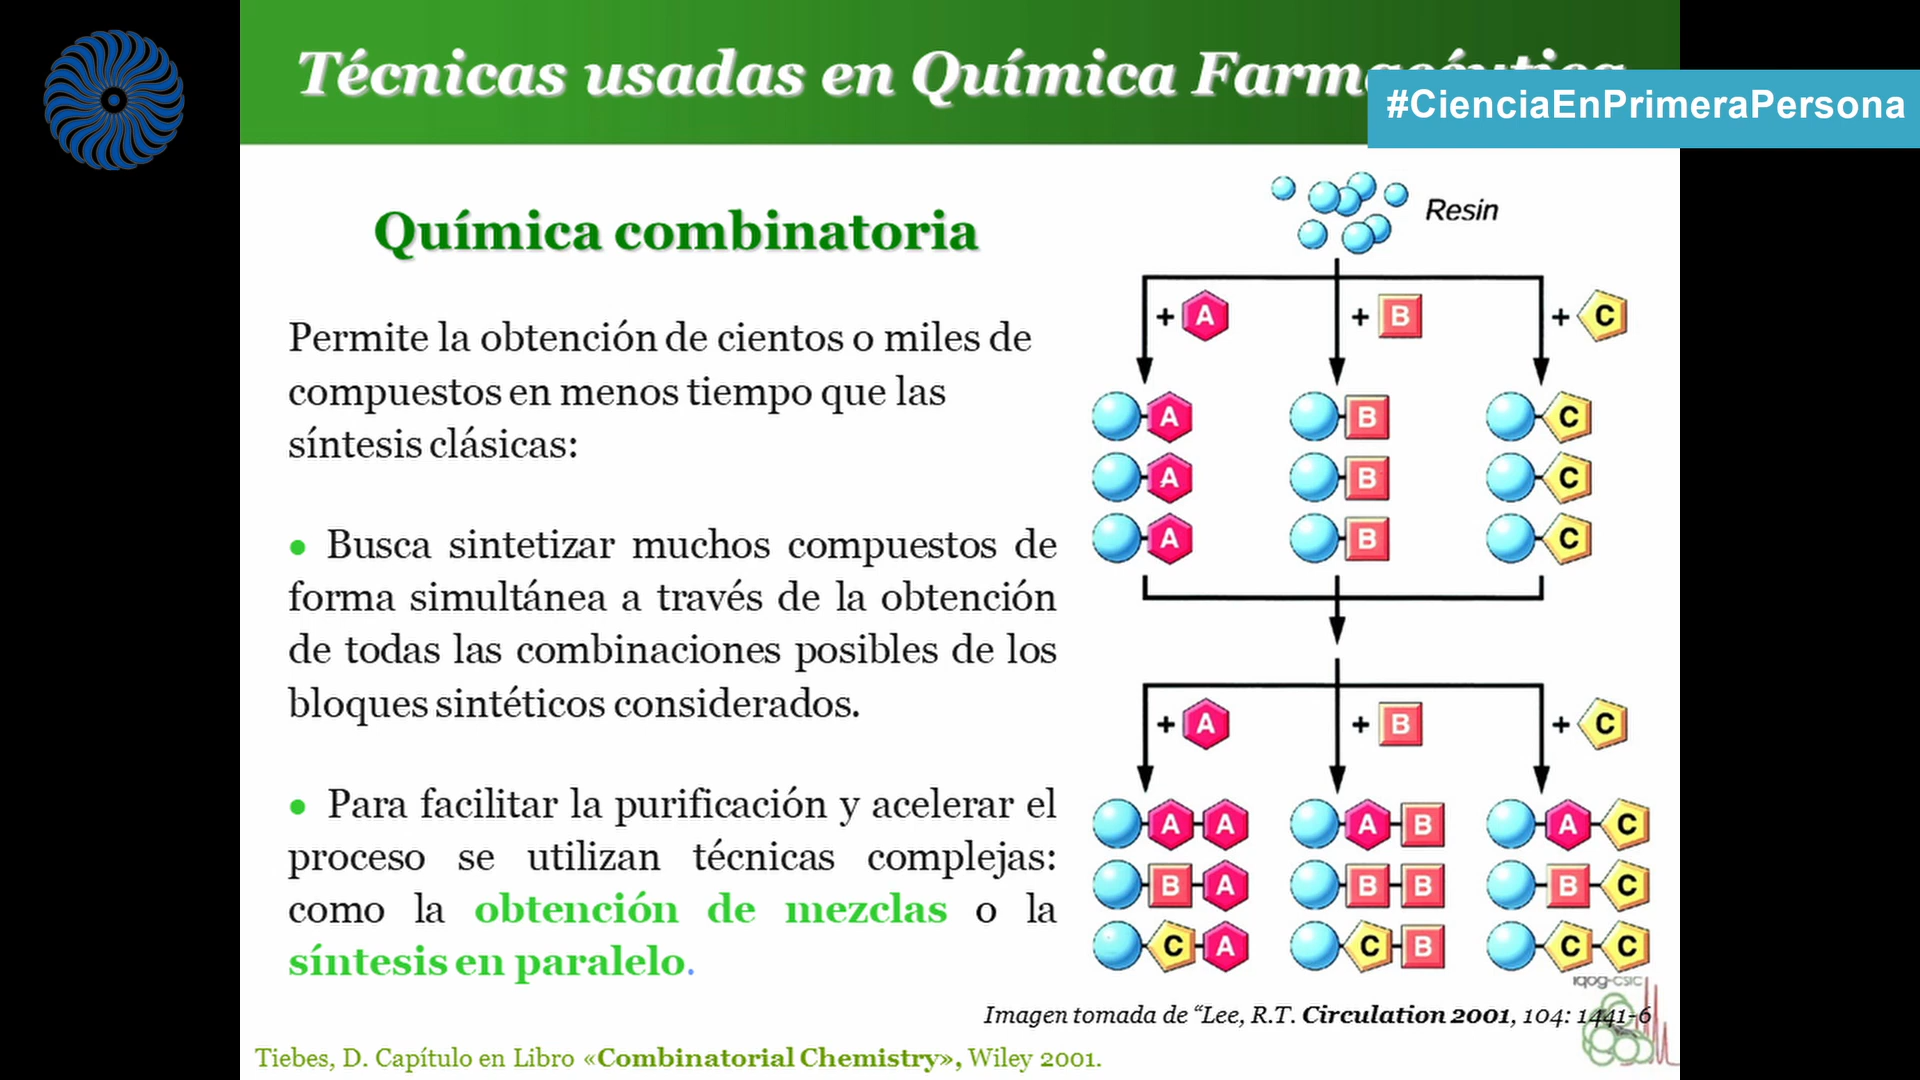 Técnicas usadas en Química Farmacéutica
#CienciaEnPrimeraPersona
Química combinatoria
Permite la obtención de cientos o miles de
compuestos en menos tiempo que las
síntesis clásicas:
• Busca sintetizar muchos compuestos de
forma simultánea a través de la obtención
de todas las combinaciones posibles de los
bloques sintéticos considerados.
• Para facilitar la purificación y acelerar el
proceso se utilizan técnicas complejas:
como la obtención de mezclas o la
síntesis en paralelo.
Resin
+ A + B + C
A B C
A B C
A B C
+ A + B + C
A A A B A C
B A B B B C
C A C B C C
IQOG-CSIC
Imagen tomada de “Lee, R.T. Circulation 2001, 104: 1441-6
Tiebes, D. Capítulo en Libro «Combinatorial Chemistry», Wiley 2001.